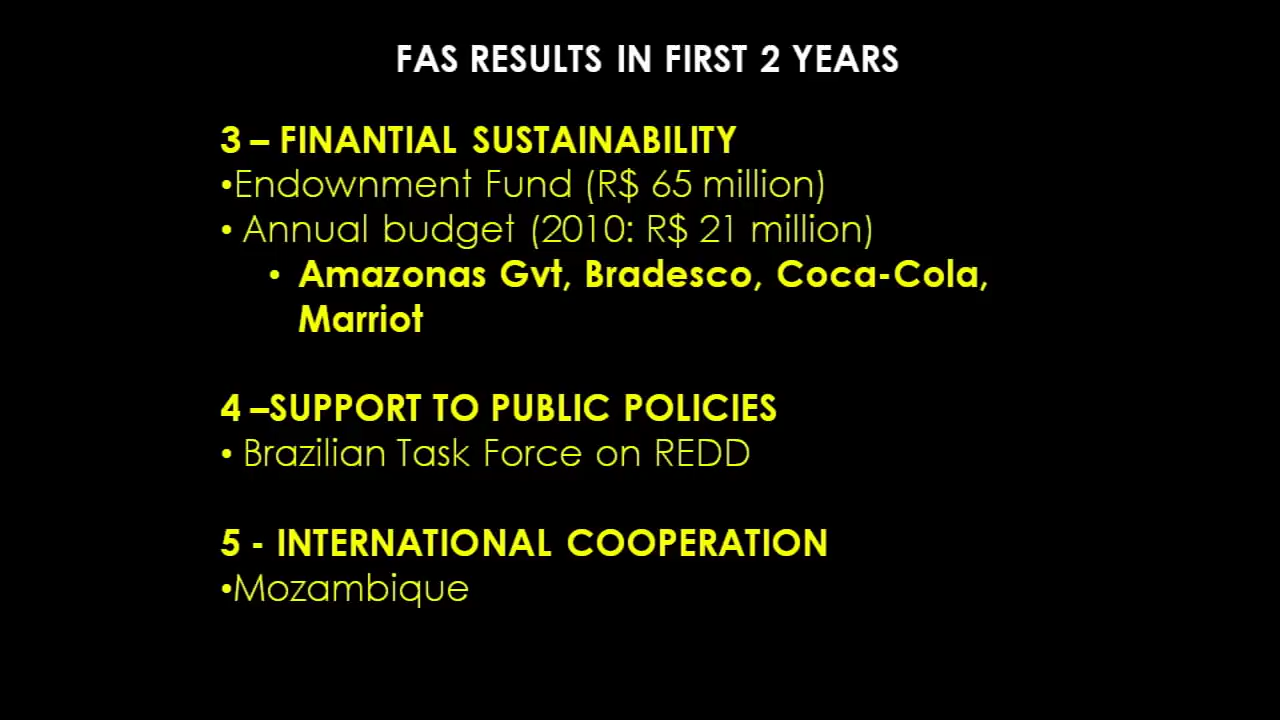 FAS RESULTS IN FIRST 2 YEARS
3 – FINANTIAL SUSTAINABILITY
•Endownment Fund (R$ 65 million)
• Annual budget (2010: R$ 21 million)
• Amazonas Gvt, Bradesco, Coca-Cola,
Marriot
4 –SUPPORT TO PUBLIC POLICIES
• Brazilian Task Force on REDD
5 - INTERNATIONAL COOPERATION
•Mozambique